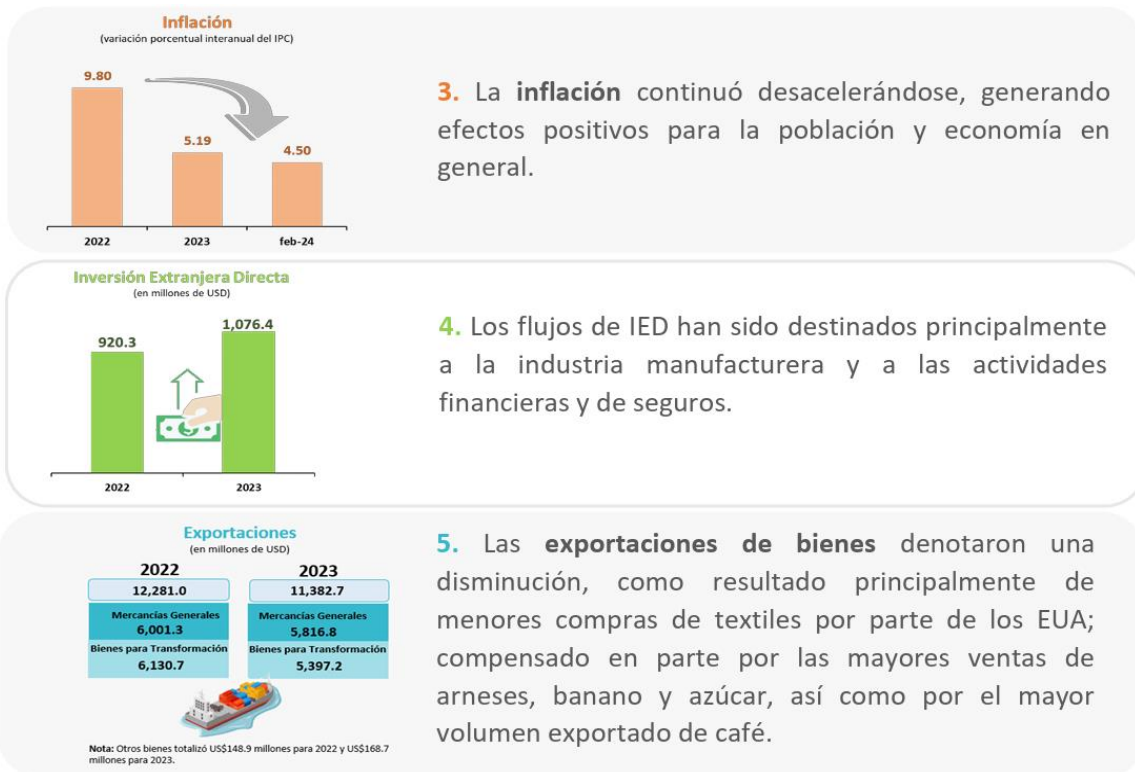 Inflación
(variación porcentual interanual del IPC)
9.80
5.19
4.50
2022
2023
feb-24
3. La inflación continuó desacelerándose, generando
efectos positivos para la población y economía en
general.
Inversión Extranjera Directa
(en millones de USD)
920.3
1,076.4
2022
2023
4. Los flujos de IED han sido destinados principalmente
a la industria manufacturera y a las actividades
financieras y de seguros.
Exportaciones
(en millones de USD)
2022
2023
12,281.0
11,382.7
Mercancías Generales
6,001.3
Mercancías Generales
5,816.8
Bienes para Transformación
6,130.7
Bienes para Transformación
5,397.2
Nota: Otros bienes totalizó US$148.9 millones para 2022 y US$168.7
millones para 2023.
5. Las exportaciones de bienes denotaron una
disminución, como resultado principalmente de
menores compras de textiles por parte de los EUA;
compensado en parte por las mayores ventas de
arneses, banano y azúcar, así como por el mayor
volumen exportado de café.